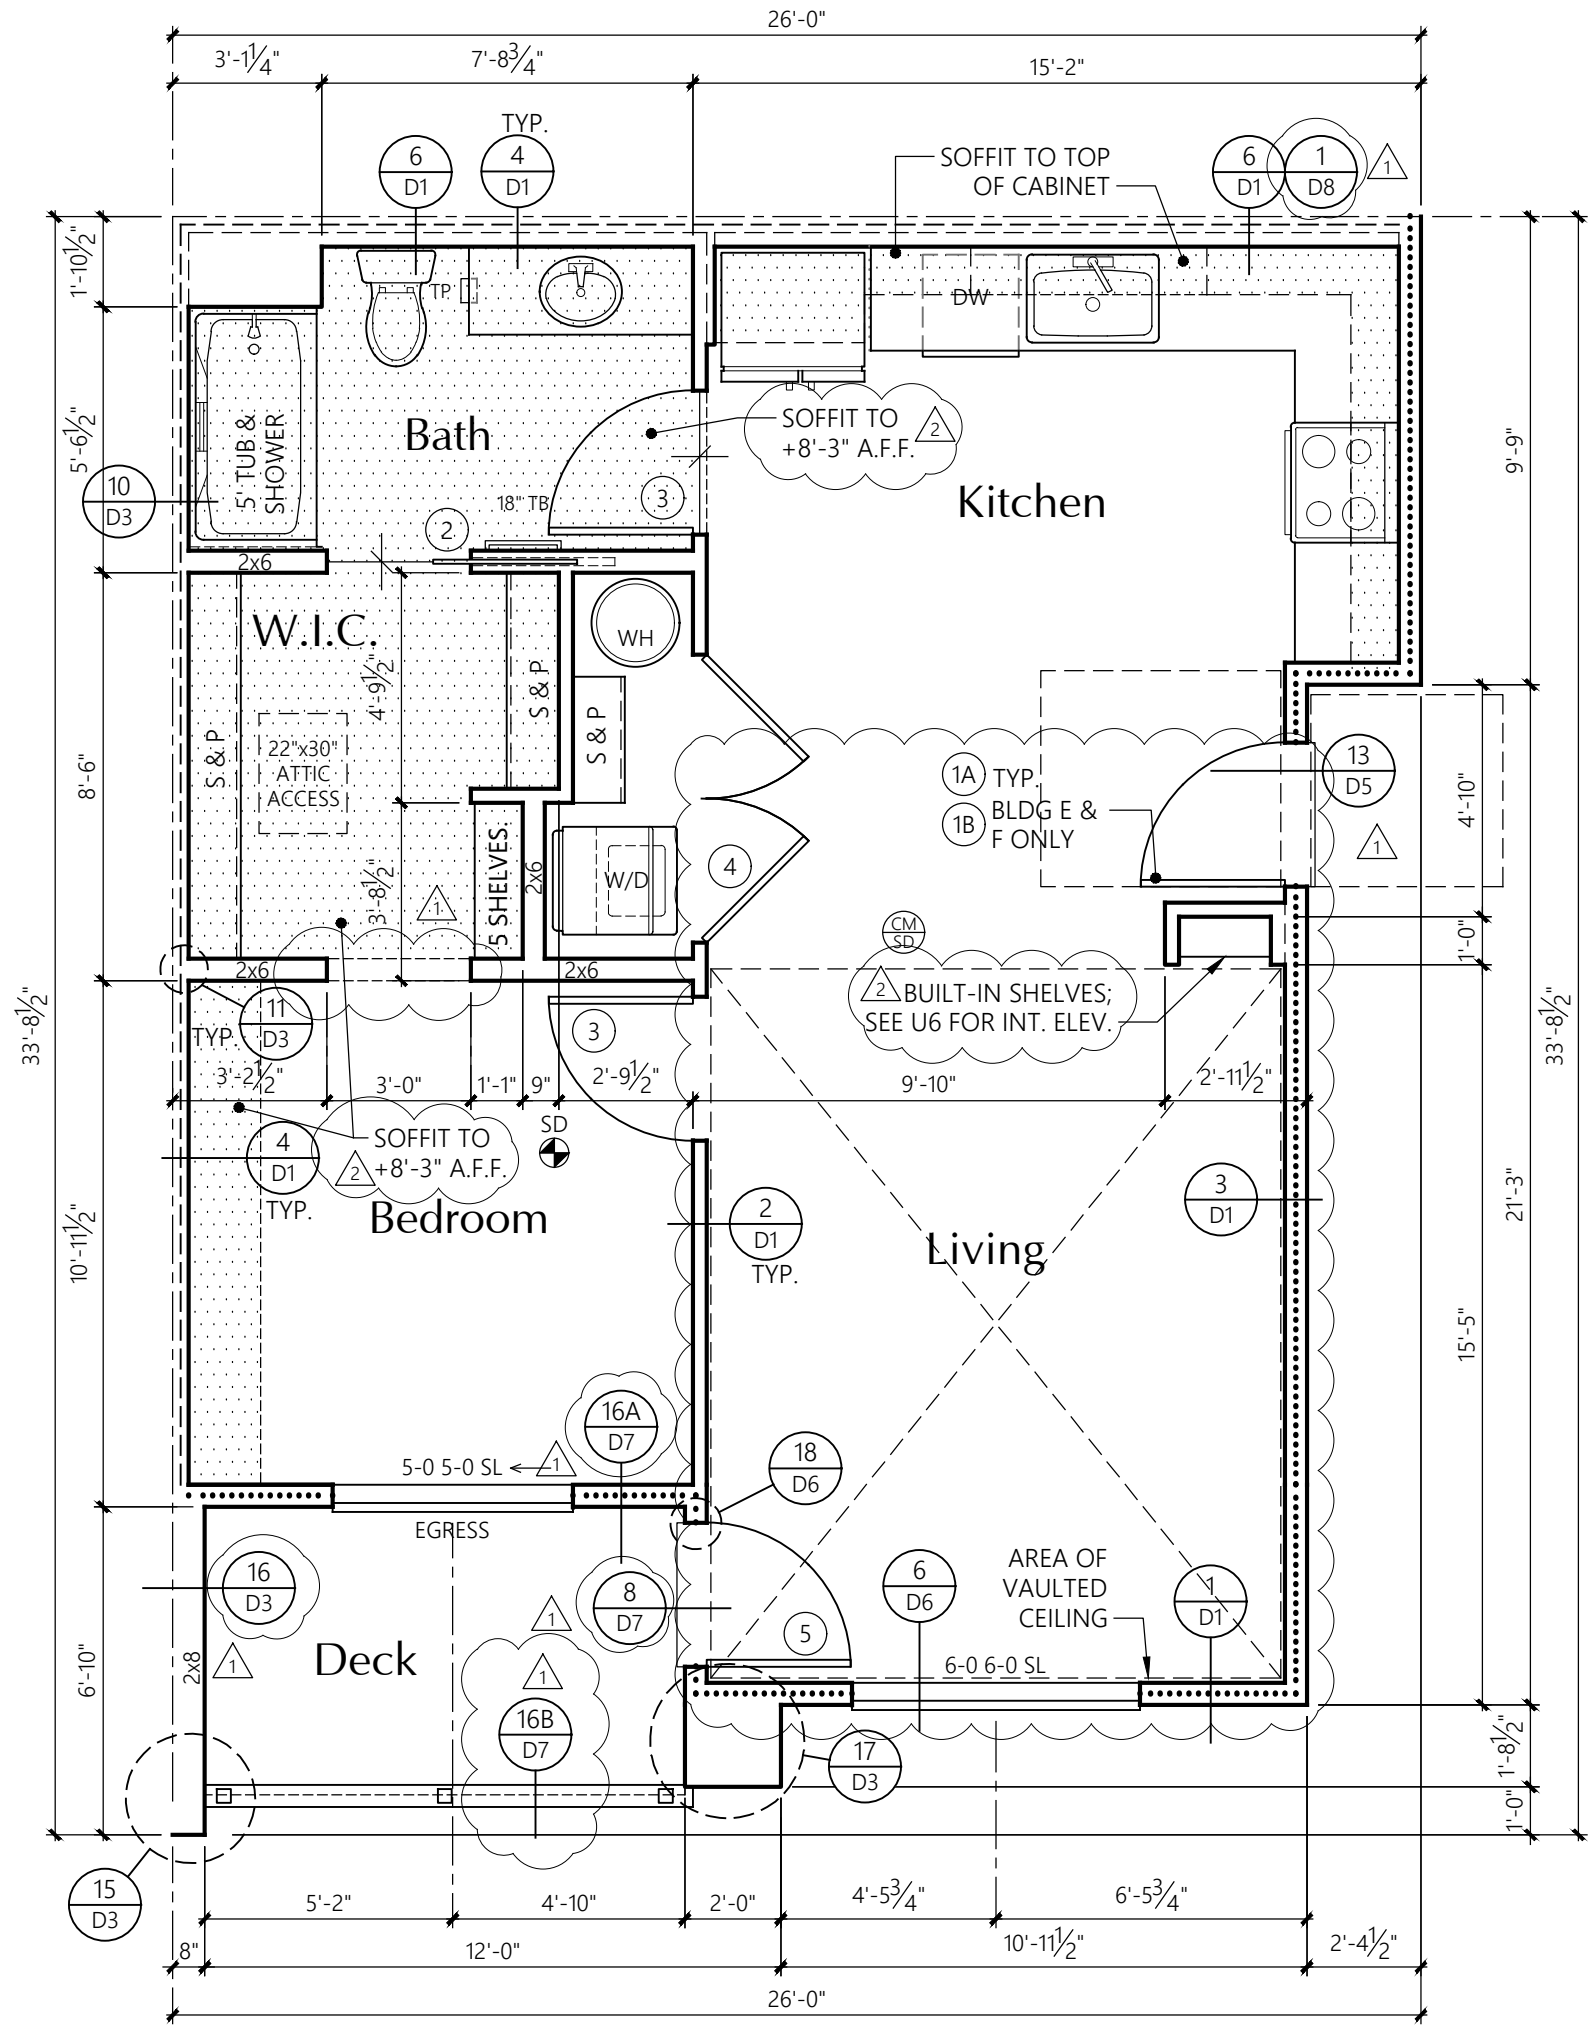 26'-0"
3'-1 1/4"
7'-8 3/4"
15'-2"
TYP.
6
D1
4
D1
SOFFIT TO TOP
OF CABINET
6
D1
1
D8
1
1'-10 1/2"
TP
DW
5'-6 1/2"
5' TUB &
SHOWER
Bath
SOFFIT TO
+8'-3" A.F.F.
2
Kitchen
9'-9"
10
D3
18" TB
3
2
2x6
W.I.C.
WH
4'-9 1/2"
S & P
S & P
S & P
22"x30"
ATTIC
ACCESS
8'-6"
1A
TYP.
1B
BLDG E &
F ONLY
13
D5
4'-10"
1
5 SHELVES.
2x6
W/D
4
3'-8 1/2"
1
CM
SD
1'-0"
2x6
2x6
2
BUILT-IN SHELVES;
SEE U6 FOR INT. ELEV.
33'-8 1/2"
33'-8 1/2"
11
D3
TYP.
3
3'-2 1/2"
3'-0"
1'-1"
9"
2'-9 1/2"
9'-10"
2'-11 1/2"
SD
4
D1
TYP.
SOFFIT TO
+8'-3" A.F.F.
2
Bedroom
10'-11 1/2"
2
D1
TYP.
Living
3
D1
21'-3"
15'-5"
16A
D7
5-0 5-0 SL
1
18
D6
EGRESS
16
D3
8
D7
1
6
D6
AREA OF
VAULTED
CEILING
1
D1
5
Deck
1
2x8
6'-10"
6-0 6-0 SL
1
16B
D7
17
D3
1'-8 1/2"
1'-0"
15
D3
5'-2"
4'-10"
2'-0"
4'-5 3/4"
6'-5 3/4"
8"
12'-0"
10'-11 1/2"
2'-4 1/2"
26'-0"